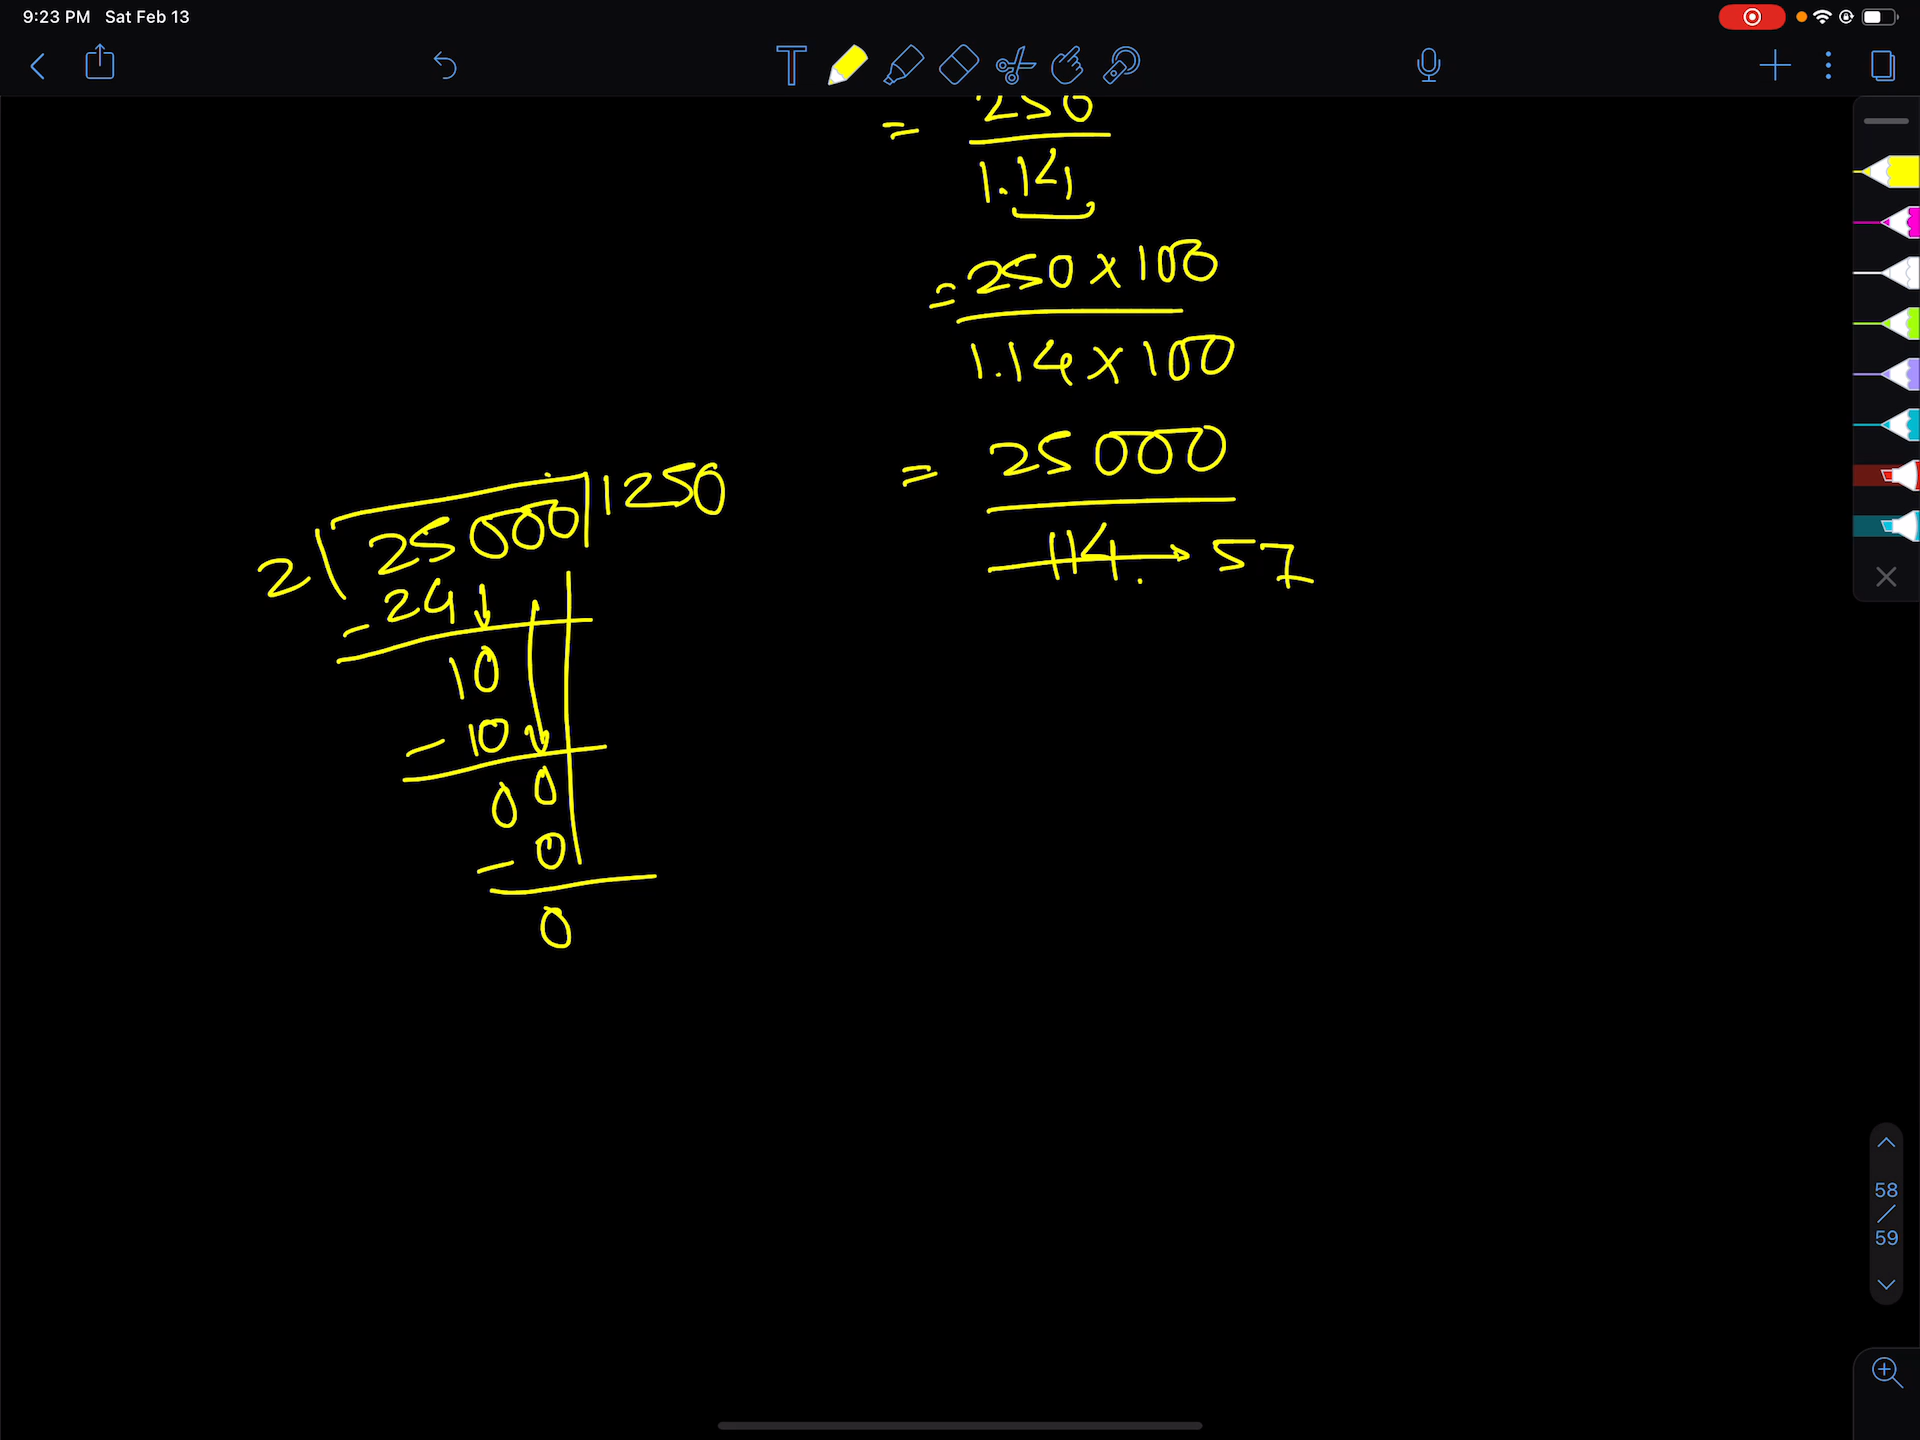 9:23 PM Sat Feb 13
= 250
1.14
= 250 x 100
1.14 x 100
= 25000
114. → 57
2 25000 1250
- 24
10
- 10
00
- 0
0
58
/
59